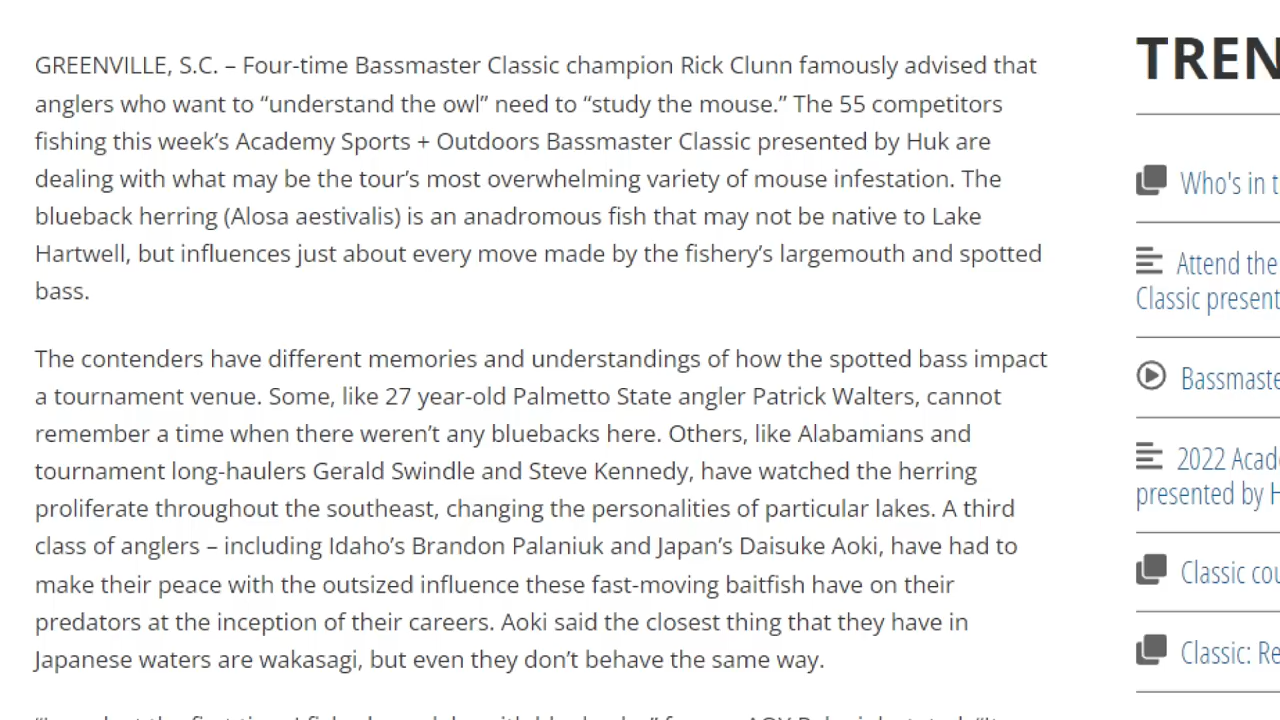 GREENVILLE, S.C. – Four-time Bassmaster Classic champion Rick Clunn famously advised that
anglers who want to “understand the owl” need to “study the mouse.” The 55 competitors
fishing this week’s Academy Sports + Outdoors Bassmaster Classic presented by Huk are
dealing with what may be the tour’s most overwhelming variety of mouse infestation. The
blueback herring (Alosa aestivalis) is an anadromous fish that may not be native to Lake
Hartwell, but influences just about every move made by the fishery’s largemouth and spotted
bass.
The contenders have different memories and understandings of how the spotted bass impact
a tournament venue. Some, like 27 year-old Palmetto State angler Patrick Walters, cannot
remember a time when there weren’t any bluebacks here. Others, like Alabamians and
tournament long-haulers Gerald Swindle and Steve Kennedy, have watched the herring
proliferate throughout the southeast, changing the personalities of particular lakes. A third
class of anglers – including Idaho’s Brandon Palaniuk and Japan’s Daisuke Aoki, have had to
make their peace with the outsized influence these fast-moving baitfish have on their
predators at the inception of their careers. Aoki said the closest thing that they have in
Japanese waters are wakasagi, but even they don’t behave the same way.
TREN
Who's in t
Attend the
Classic present
Bassmaste
2022 Acad
presented by H
Classic cou
Classic: Re